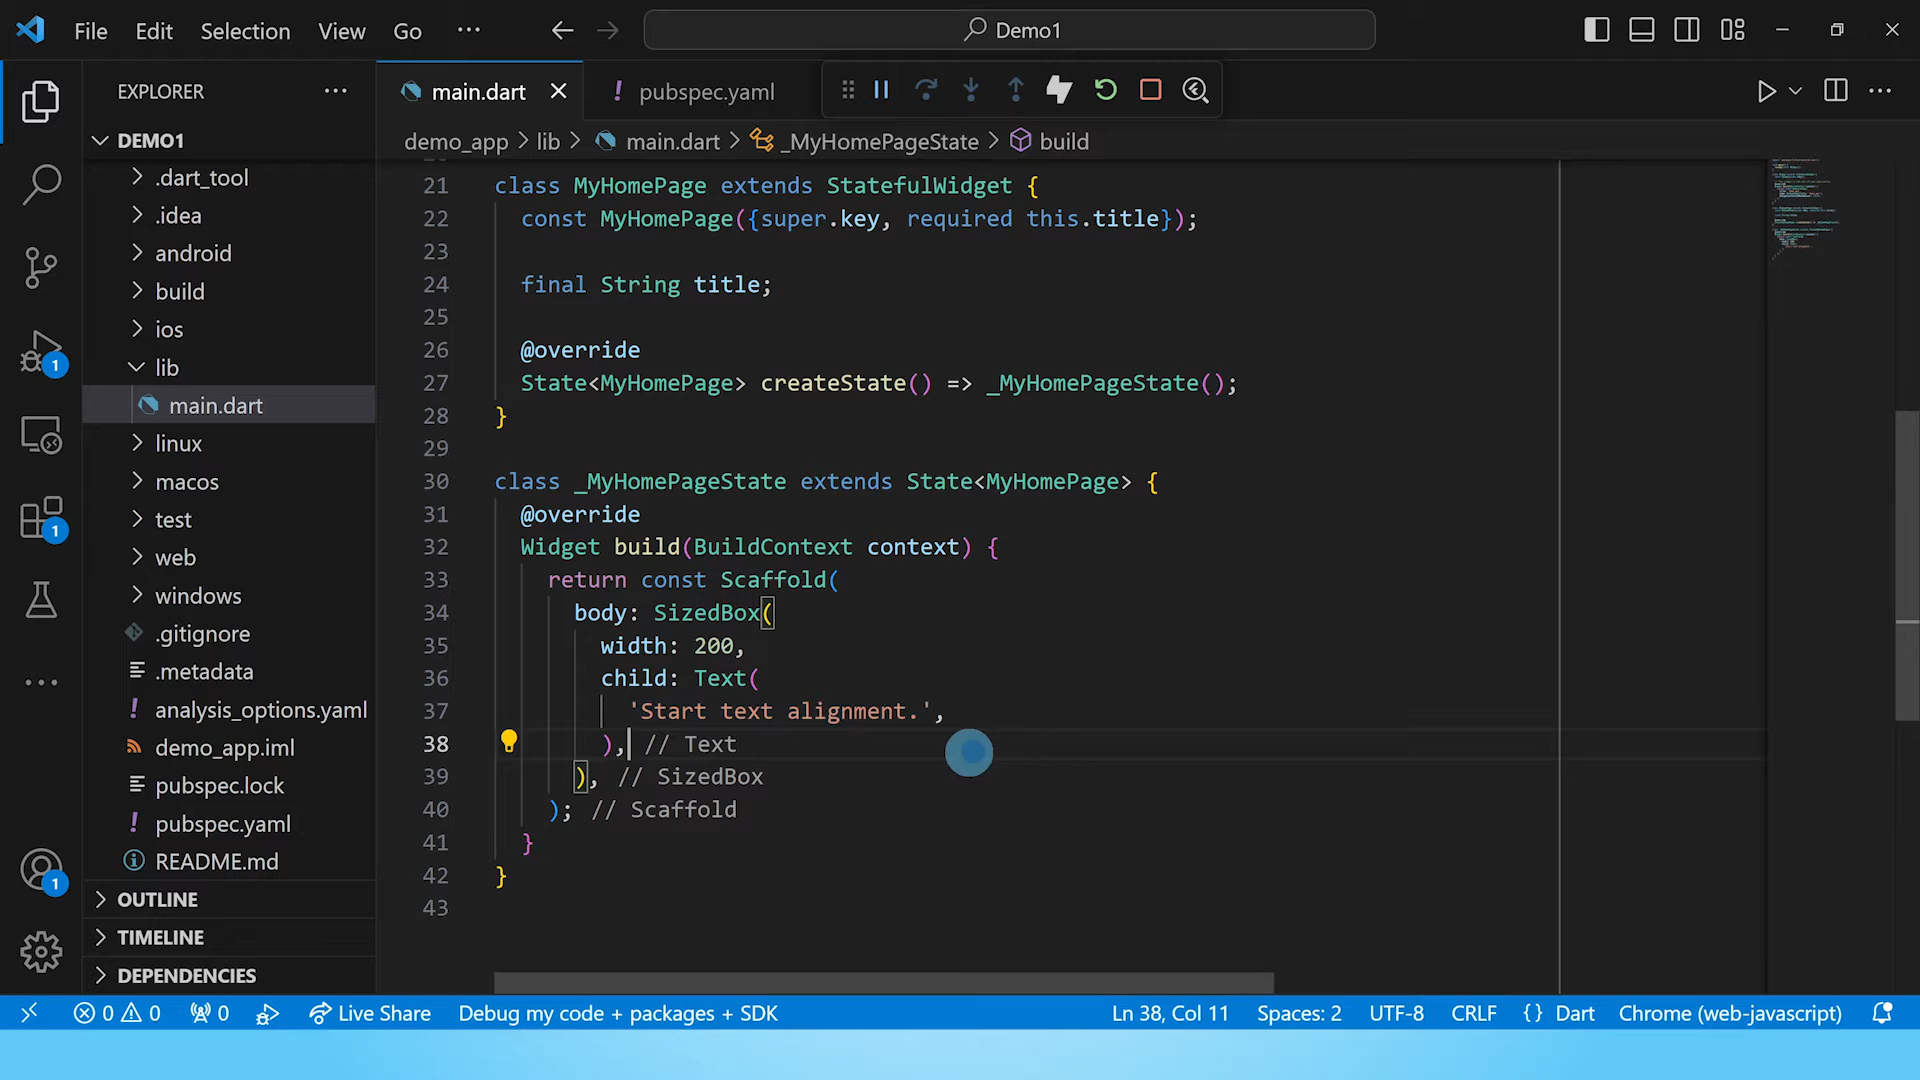 File Edit Selection View Go ··· Demo1
EXPLORER ···
main.dart pubspec.yaml
demo_app > lib > main.dart > _MyHomePageState > build
DEMO1
.dart_tool
.idea
android
build
ios
lib
main.dart
linux
macos
test
web
windows
.gitignore
.metadata
analysis_options.yaml
demo_app.iml
pubspec.lock
pubspec.yaml
README.md
OUTLINE
TIMELINE
DEPENDENCIES
1
1
1
21 class MyHomePage extends StatefulWidget {
22 const MyHomePage({super.key, required this.title});
23
24 final String title;
25
26 @override
27 State<MyHomePage> createState() => _MyHomePageState();
28 }
29
30 class _MyHomePageState extends State<MyHomePage> {
31 @override
32 Widget build(BuildContext context) {
33 return const Scaffold(
34 body: SizedBox(
35 width: 200,
36 child: Text(
37 'Start text alignment.',
38 ), // Text
39 ), // SizedBox
40 ); // Scaffold
41 }
42 }
43
0 0 0 Live Share Debug my code + packages + SDK Ln 38, Col 11 Spaces: 2 UTF-8 CRLF {} Dart Chrome (web-javascript)